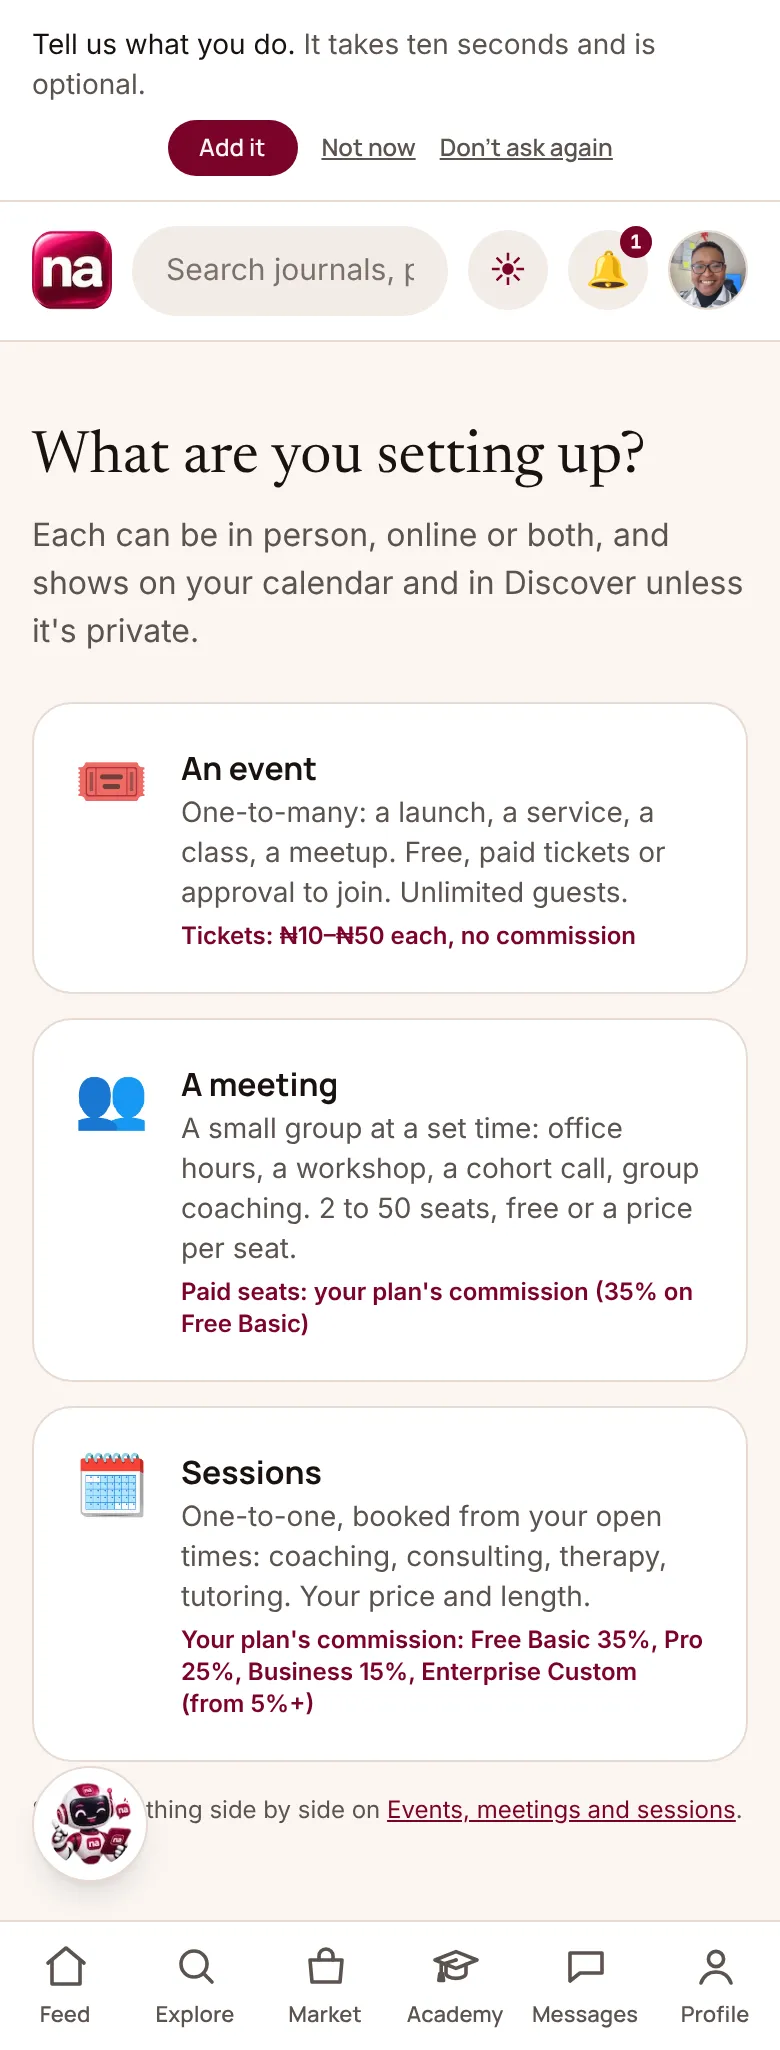 Tell us what you do. It takes ten seconds and is
optional.
Add it
Not now
Don't ask again
na
Search journals, p
1
What are you setting up?
Each can be in person, online or both, and
shows on your calendar and in Discover unless
it's private.
An event
One-to-many: a launch, a service, a
class, a meetup. Free, paid tickets or
approval to join. Unlimited guests.
Tickets: ₦10–₦50 each, no commission
A meeting
A small group at a set time: office
hours, a workshop, a cohort call, group
coaching. 2 to 50 seats, free or a price
per seat.
Paid seats: your plan's commission (35% on
Free Basic)
Sessions
One-to-one, booked from your open
times: coaching, consulting, therapy,
tutoring. Your price and length.
Your plan's commission: Free Basic 35%, Pro
25%, Business 15%, Enterprise Custom
(from 5%+)
thing side by side on Events, meetings and sessions.
Feed
Explore
Market
Academy
Messages
Profile